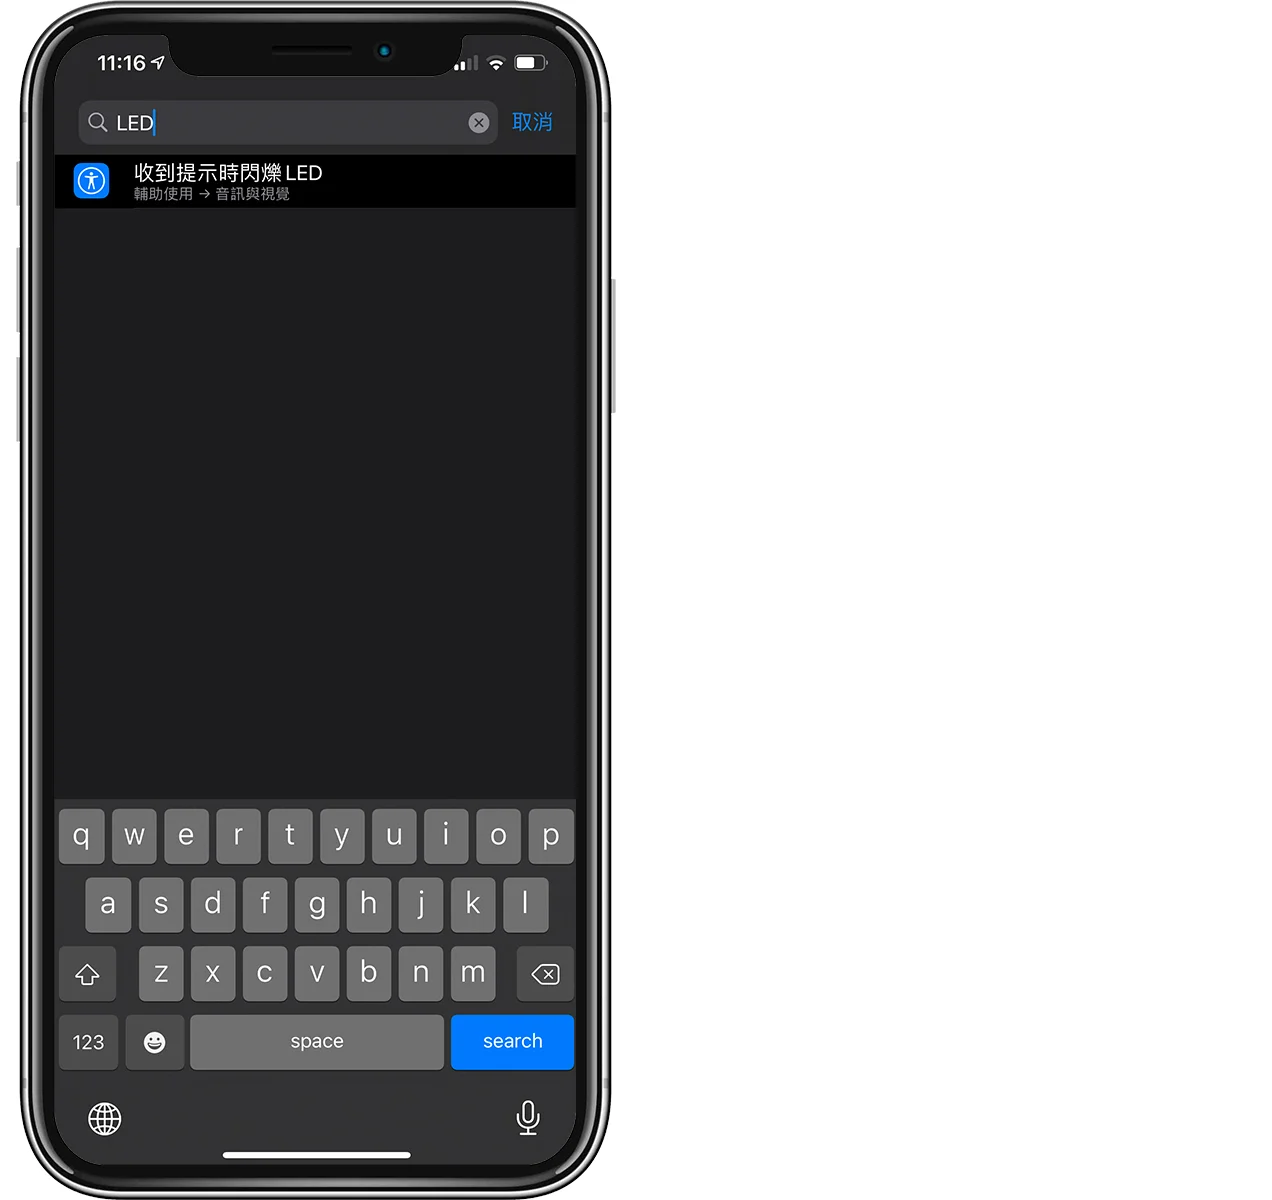 11:16
LED
取消
收到提示時閃爍 LED
輔助使用 → 音訊與視覺
q w e r t y u i o p
a s d f g h j k l
z x c v b n m
123 space search